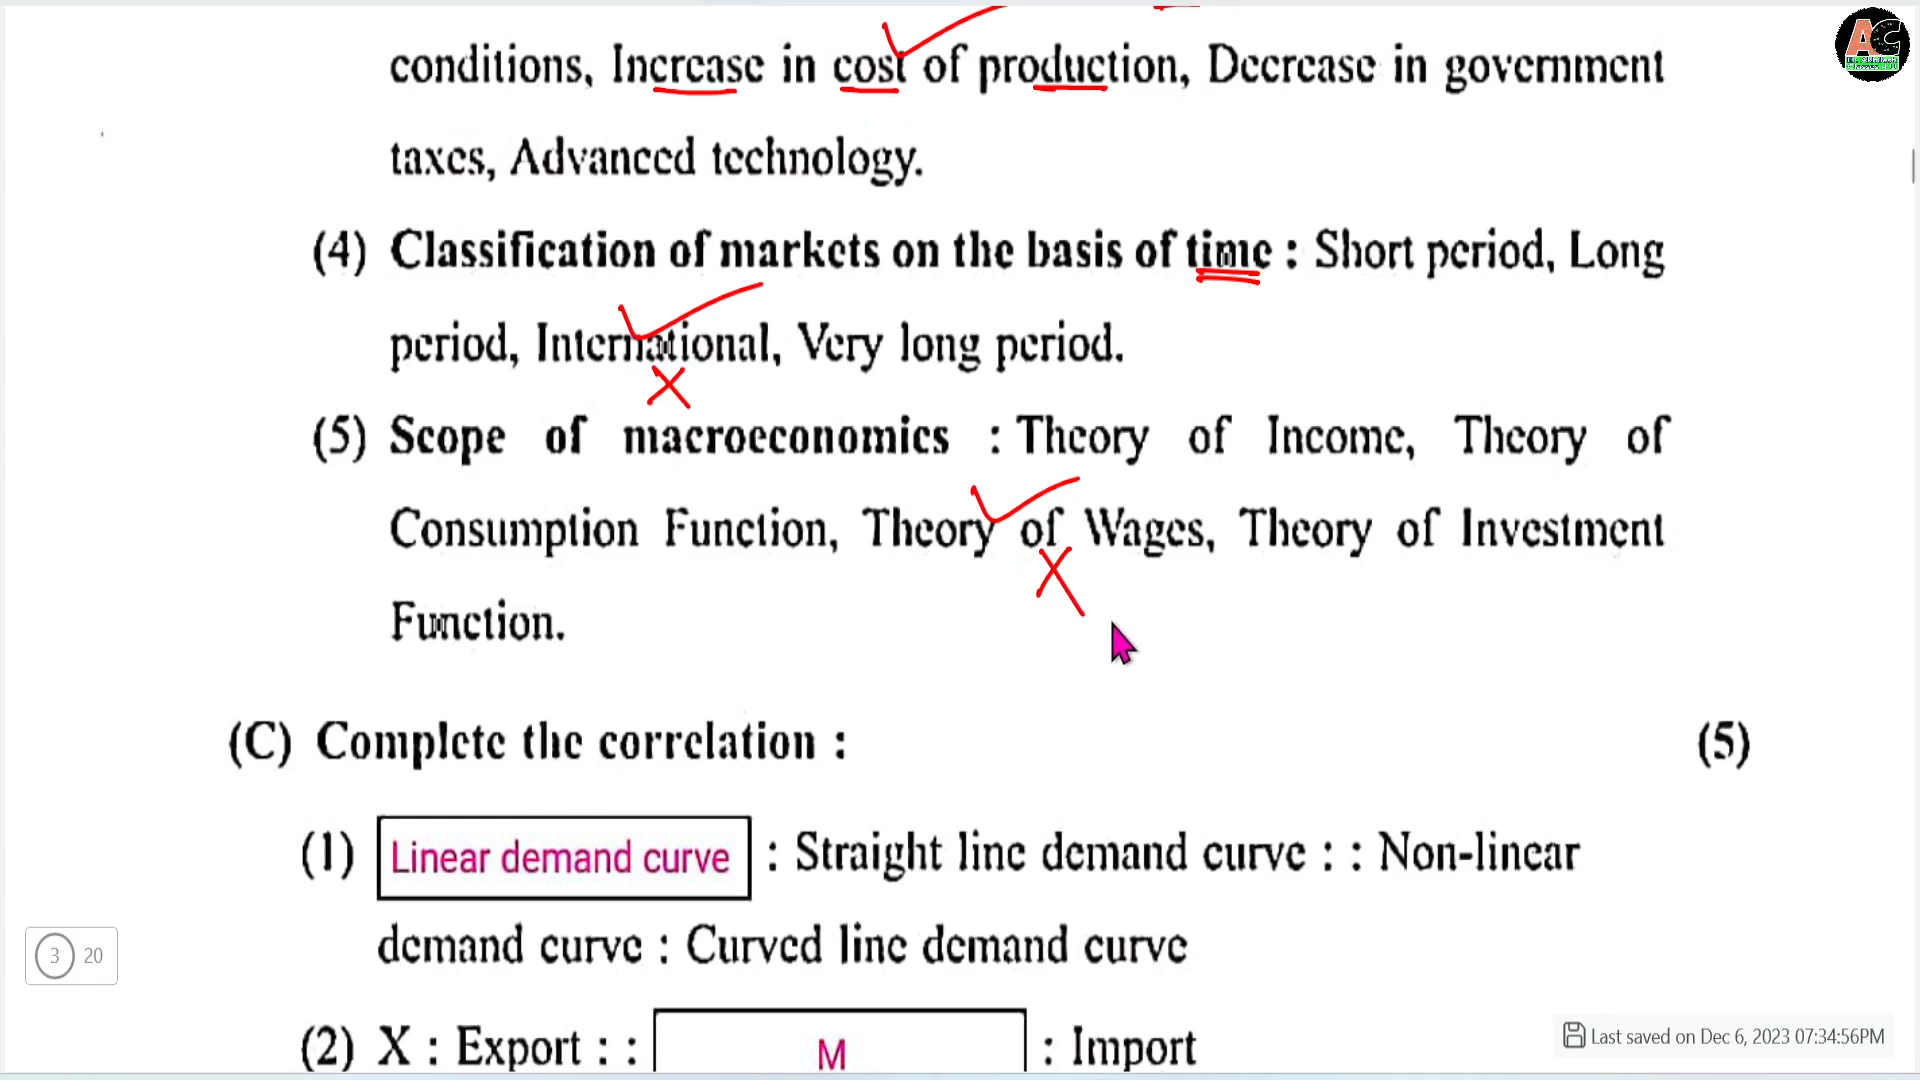 conditions, Increase in cost of production, Decrease in government
taxes, Advanced technology.
(4) Classification of markets on the basis of time : Short period, Long
period, International, Very long period.
(5) Scope of macroeconomics : Theory of Income, Theory of
Consumption Function, Theory of Wages, Theory of Investment
Function.
(C) Complete the correlation : (5)
(1) Linear demand curve : Straight line demand curve : : Non-linear
demand curve : Curved line demand curve
(2) X : Export : : M : Import
3 20
Last saved on Dec 6, 2023 07:34:56PM
AC